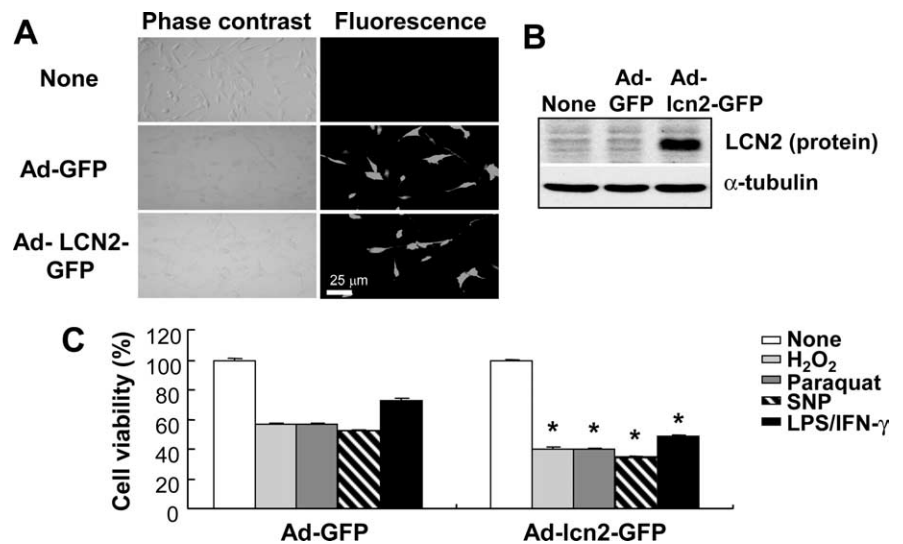 A
Phase contrast Fluorescence
None
Ad-GFP
Ad- LCN2-
GFP
25 μm
B
None
Ad-
GFP
Ad-
lcn2-GFP
LCN2 (protein)
α-tubulin
C
Cell viability (%)
120
100
80
60
40
20
0
* * * *
Ad-GFP Ad-lcn2-GFP
None
H₂O₂
Paraquat
SNP
LPS/IFN-γ